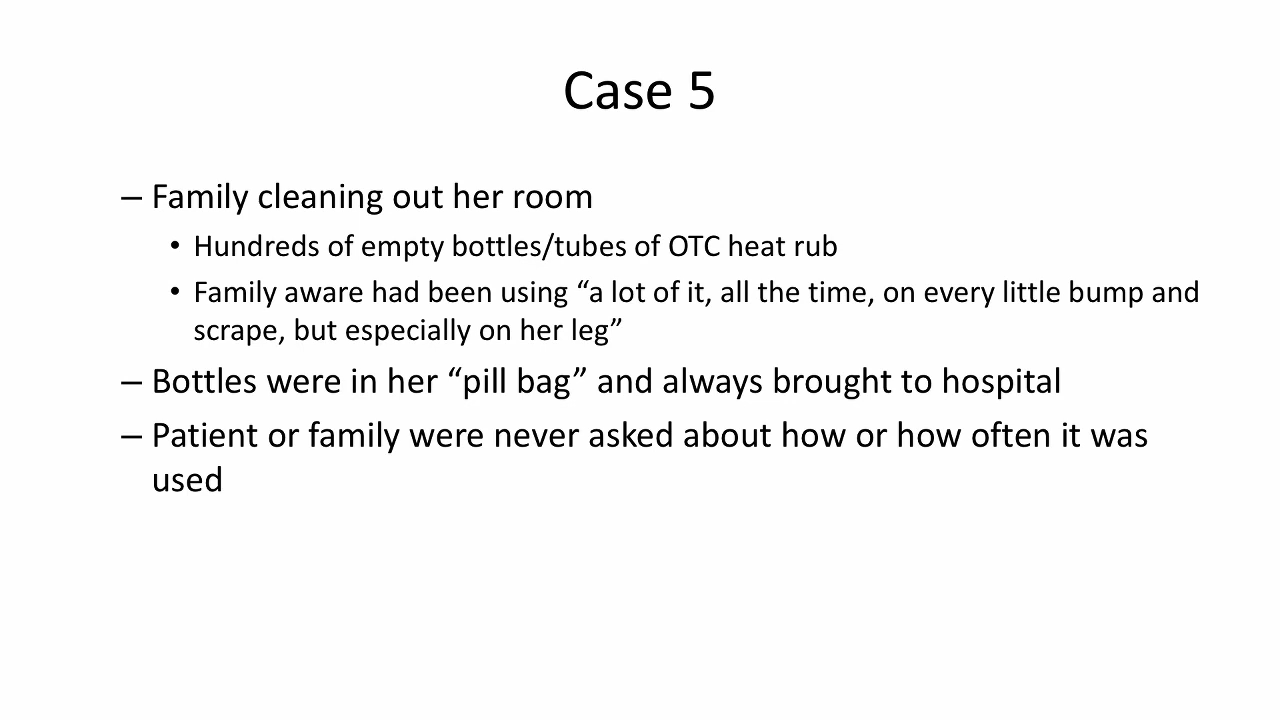 Case 5
– Family cleaning out her room
• Hundreds of empty bottles/tubes of OTC heat rub
• Family aware had been using “a lot of it, all the time, on every little bump and
scrape, but especially on her leg”
– Bottles were in her “pill bag” and always brought to hospital
– Patient or family were never asked about how or how often it was
used